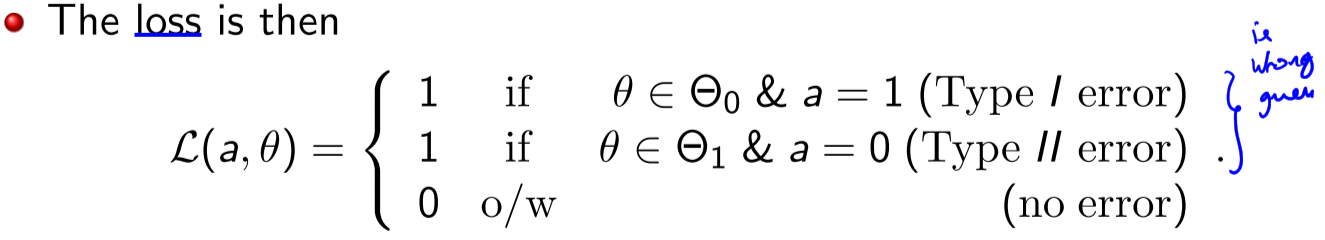 The loss is then
ie
wrong
guess
1 if θ ∈ Θ₀ & a = 1 (Type I error)
ℒ(a, θ) = { 1 if θ ∈ Θ₁ & a = 0 (Type II error) .
0 o/w (no error)